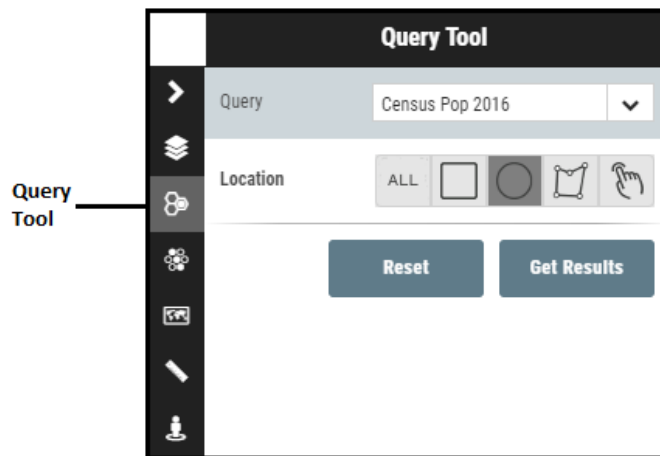 Query Tool
Query
Census Pop 2016
Location
ALL
Query
Tool
Reset
Get Results